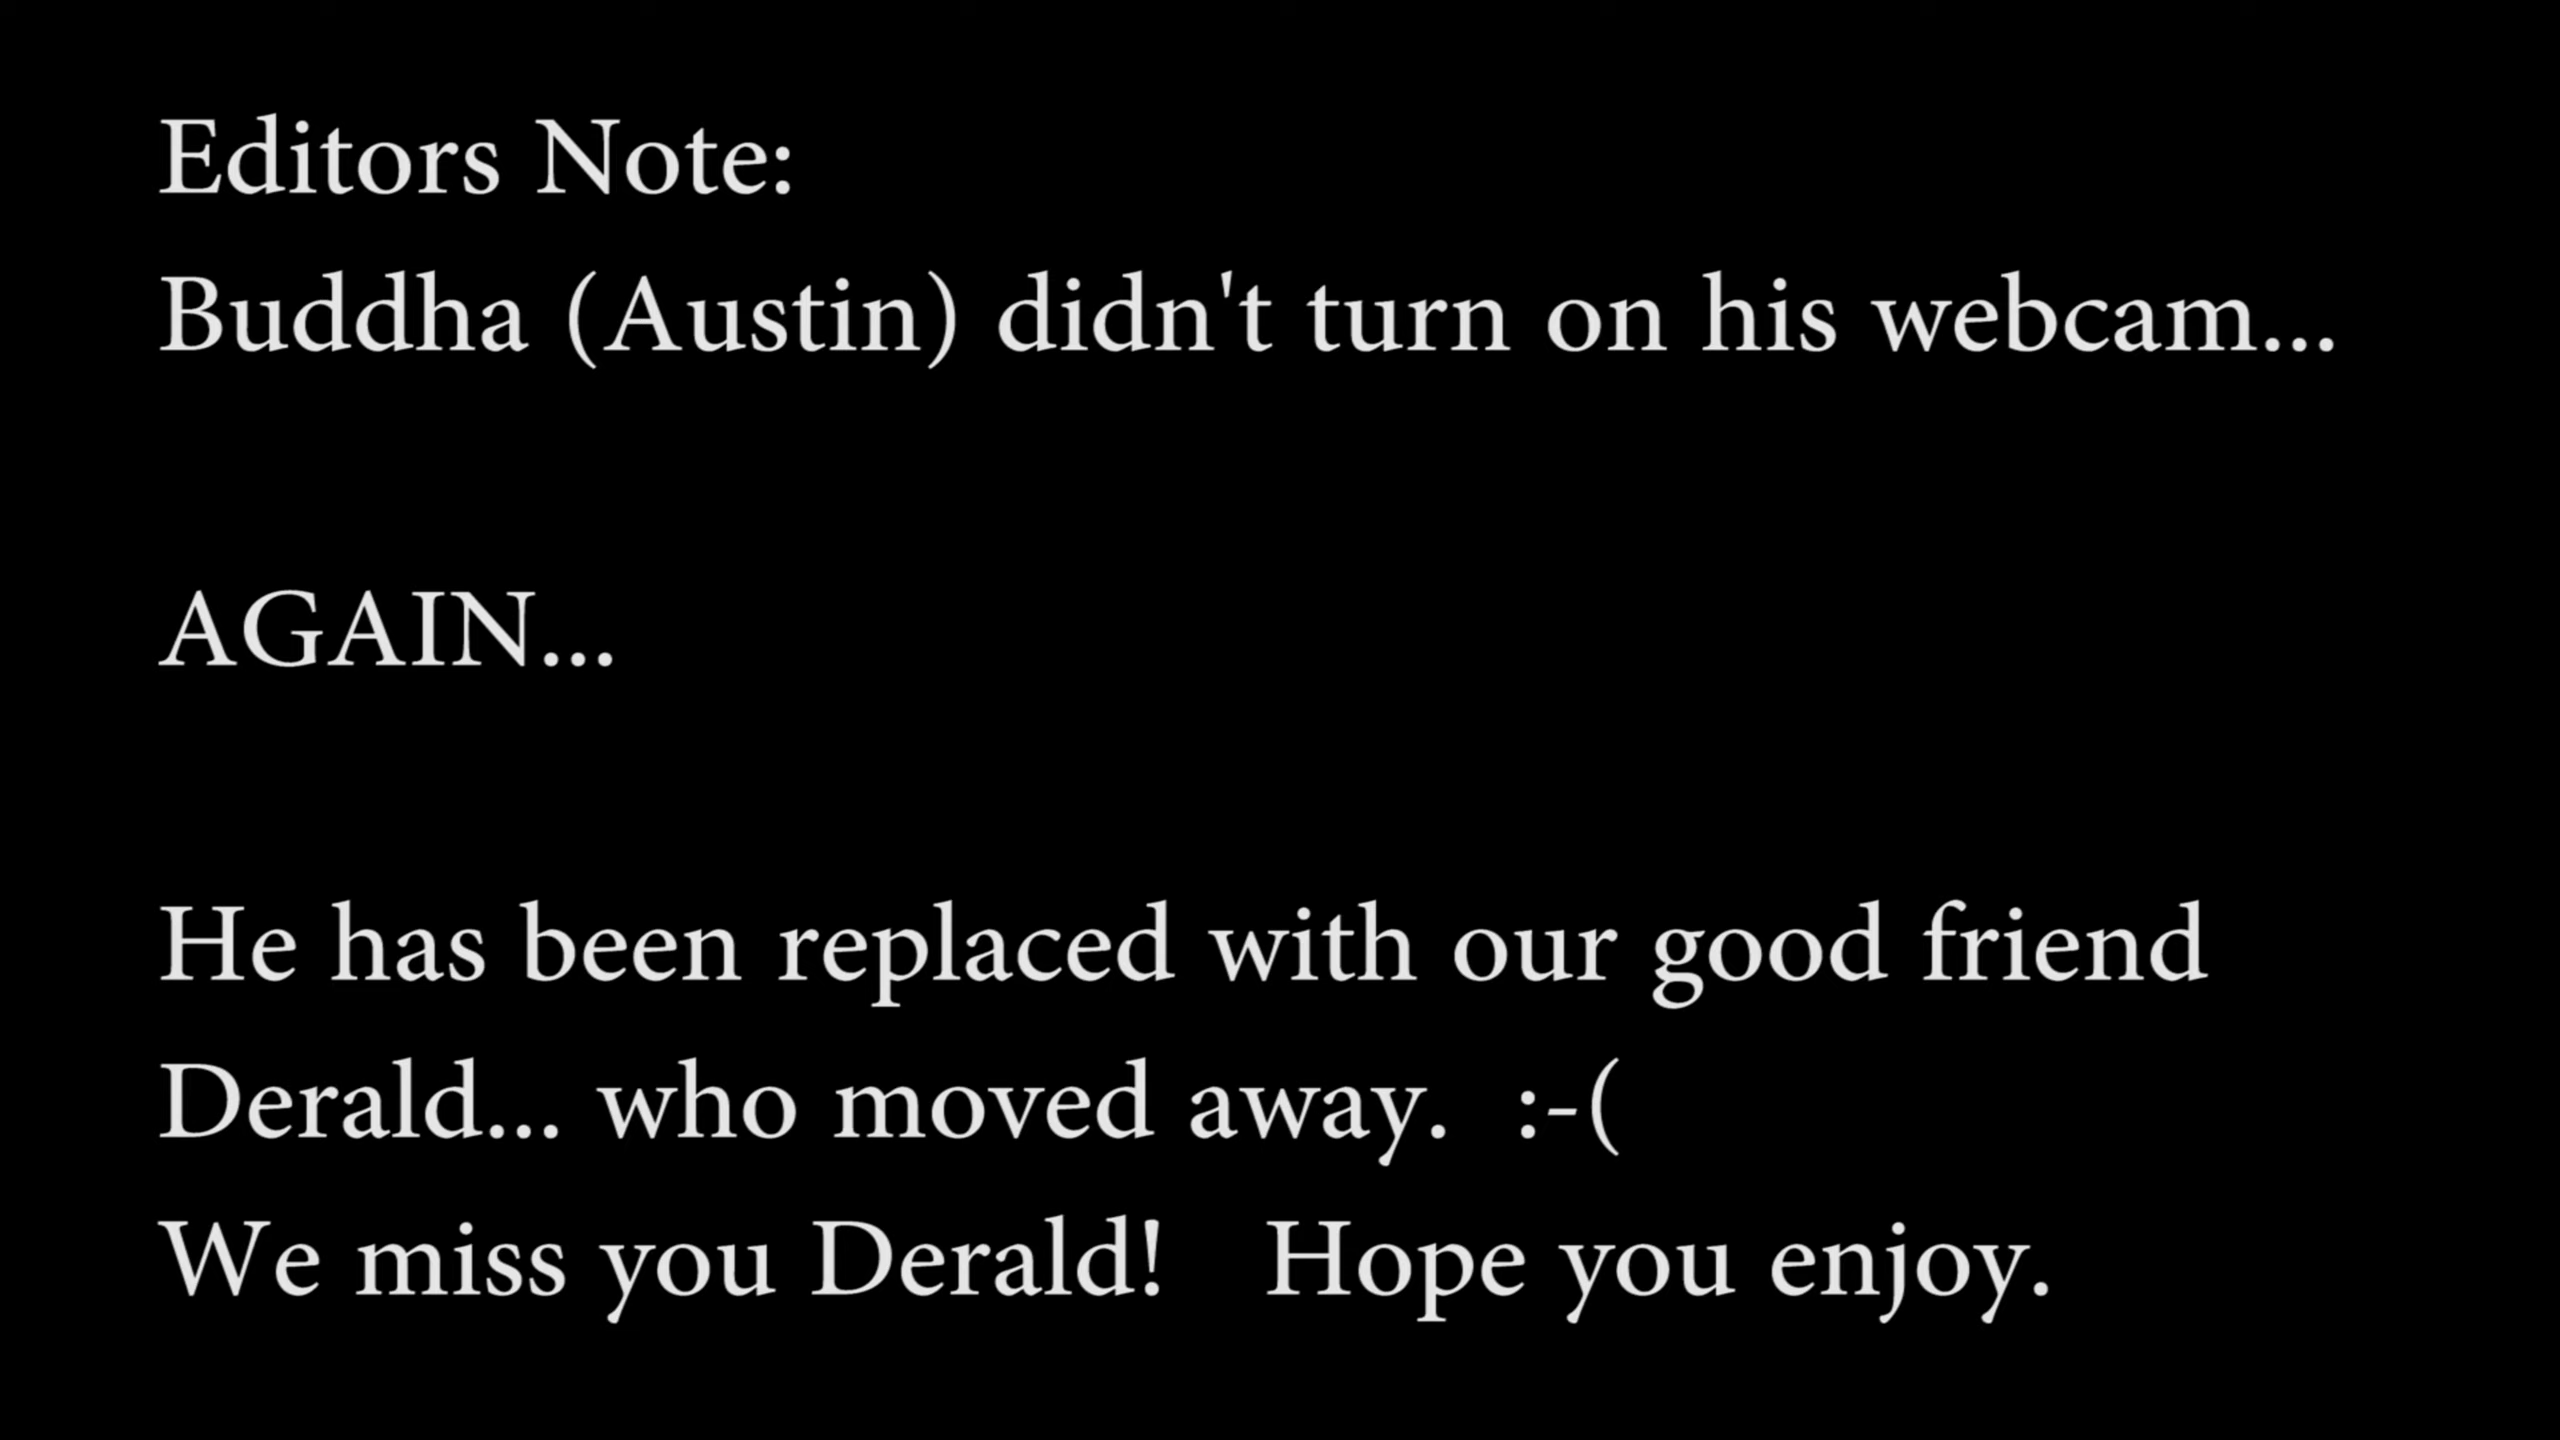 Editors Note:
Buddha (Austin) didn't turn on his webcam...
AGAIN...
He has been replaced with our good friend
Derald... who moved away.  :-(
We miss you Derald!   Hope you enjoy.